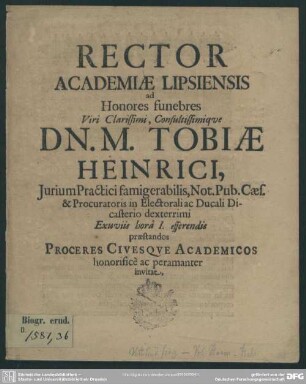 RECTOR
ACADEMIÆ LIPSIENSIS
ad
Honores funebres
Viri Clarissimi, Consultissimiqve
DN. M. TOBIÆ
HEINRICI,
Jurium Practici famigerabilis, Not. Pub. Cæs.
& Procuratoris in Electorali ac Ducali Di-
casterio dexterrimi
Exuviis horâ I. efferendis
præstandos
PROCERES CIVESQVE ACADEMICOS
honorificè ac peramanter
invitat.
Biogr. erud.
D
1581,36
DFG